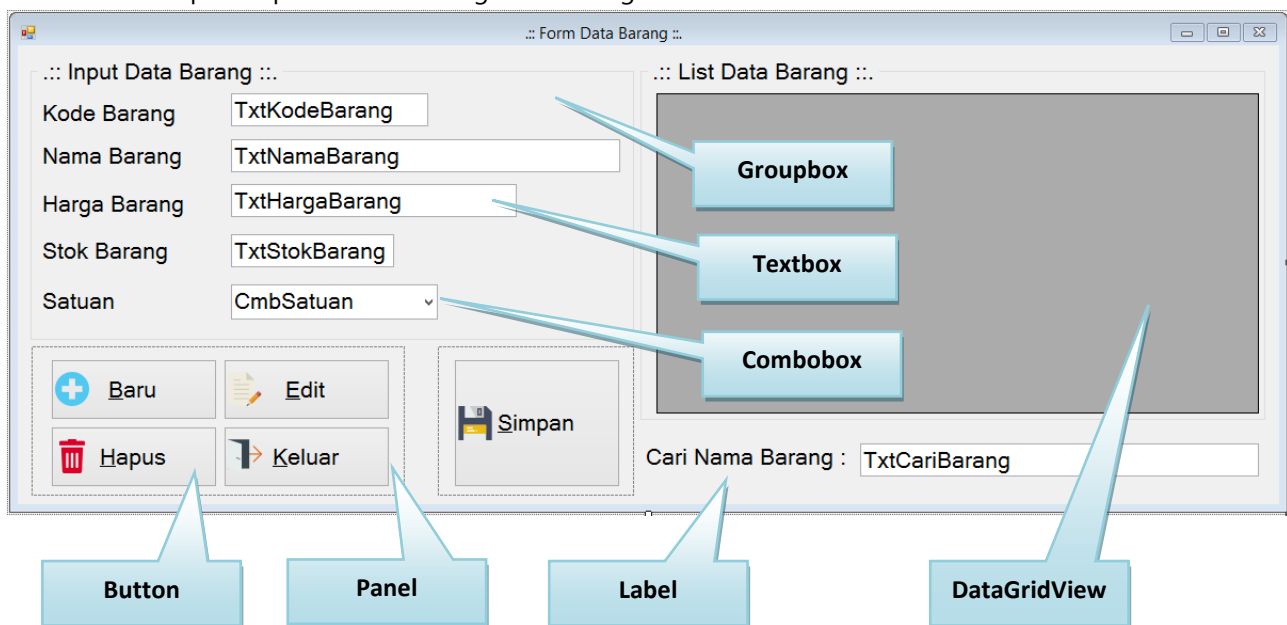 .:: Form Data Barang ::.
.:: Input Data Barang ::.
Kode Barang TxtKodeBarang
Nama Barang TxtNamaBarang
Harga Barang TxtHargaBarang
Stok Barang TxtStokBarang
Satuan CmbSatuan
Baru Edit
Hapus Keluar
Simpan
.:: List Data Barang ::.
Groupbox
Textbox
Combobox
Cari Nama Barang : TxtCariBarang
Button Panel Label DataGridView